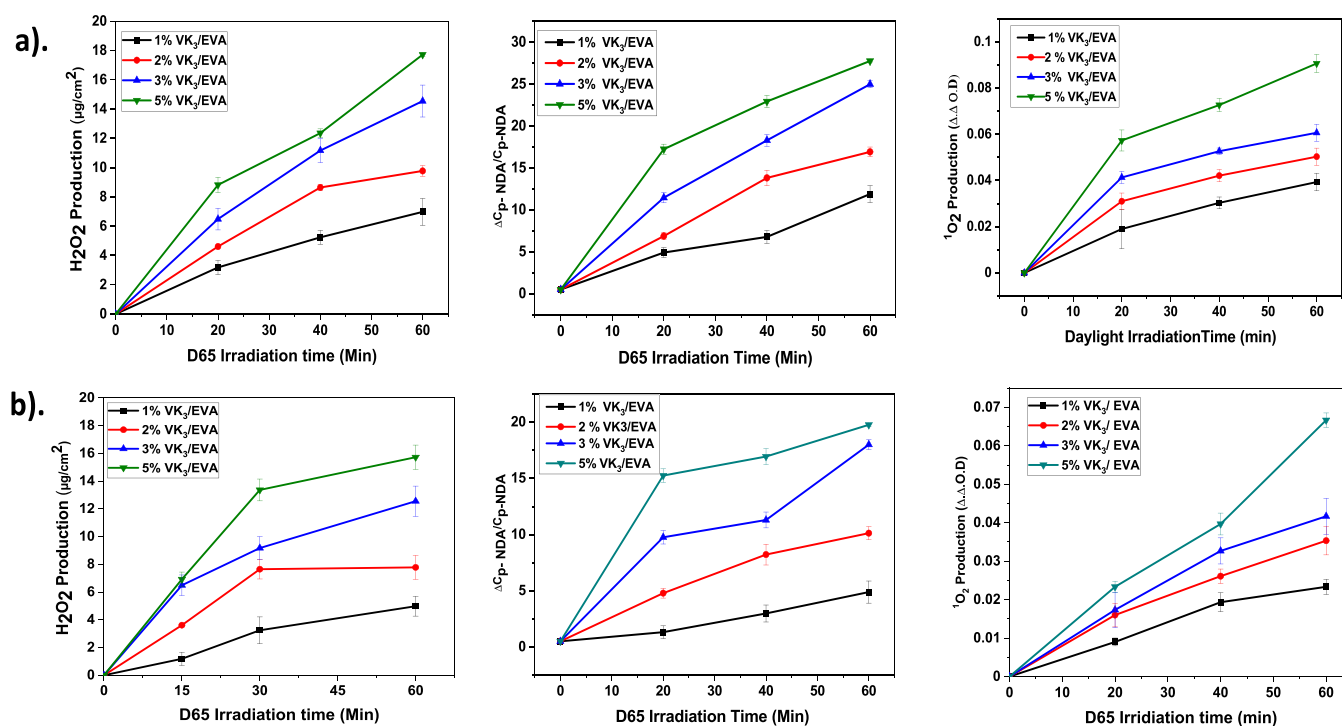 a).
H2O2 Production (µg/cm²)
20
18
16
14
12
10
8
6
4
2
0
1% VK₃/EVA
2% VK₃/EVA
3% VK₃/EVA
5% VK₃/EVA
0 10 20 30 40 50 60
D65 Irradiation time (Min)
ΔCp- NDA/Cp-NDA
30
25
20
15
10
5
0
1% VK₃/EVA
2% VK₃/EVA
3% VK₃/EVA
5% VK₃/EVA
0 10 20 30 40 50 60
D65 Irradiation Time (Min)
¹O2 Production (Δ.Δ O.D)
0.1
0.08
0.06
0.04
0.02
0
1% VK₃/EVA
2 % VK₃/EVA
3% VK₃/EVA
5 % VK₃/EVA
0 10 20 30 40 50 60
Daylight IrradiationTime (min)
b).
H2O2 Production (µg/cm²)
20
18
16
14
12
10
8
6
4
2
0
1% VK₃/EVA
2% VK₃/EVA
3% VK₃/EVA
5% VK₃/EVA
0 15 30 45 60
D65 Irradiation time (Min)
ΔCp- NDA/Cp-NDA
20
15
10
5
0
1% VK₃/EVA
2 % VK3/EVA
3 % VK₃/EVA
5% VK₃/EVA
0 10 20 30 40 50 60
D65 Irradiation Time (Min)
¹O₂ Production (Δ.Δ.O.D)
0.07
0.06
0.05
0.04
0.03
0.02
0.01
0
1% VK₃/ EVA
2% VK₃/ EVA
3% VK₃/ EVA
5% VK₃/ EVA
0 10 20 30 40 50 60
D65 Irridiation time (min)